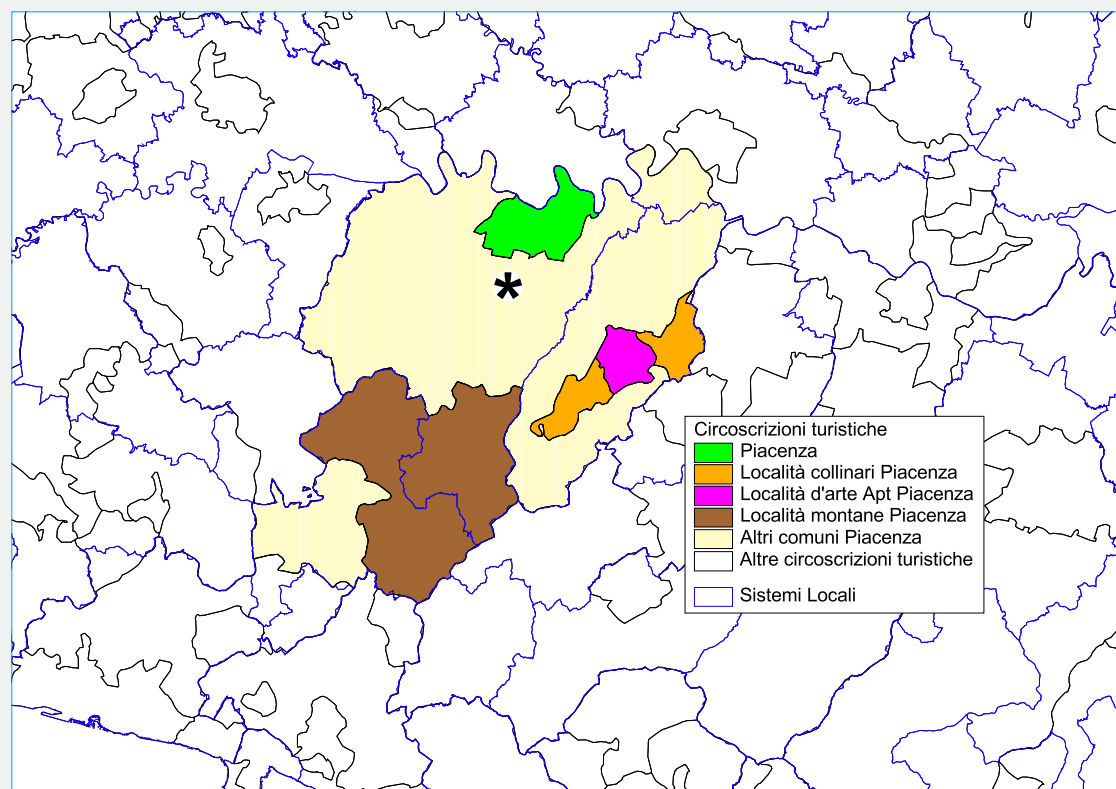 *
Circoscrizioni turistiche
Piacenza
Località collinari Piacenza
Località d'arte Apt Piacenza
Località montane Piacenza
Altri comuni Piacenza
Altre circoscrizioni turistiche
Sistemi Locali